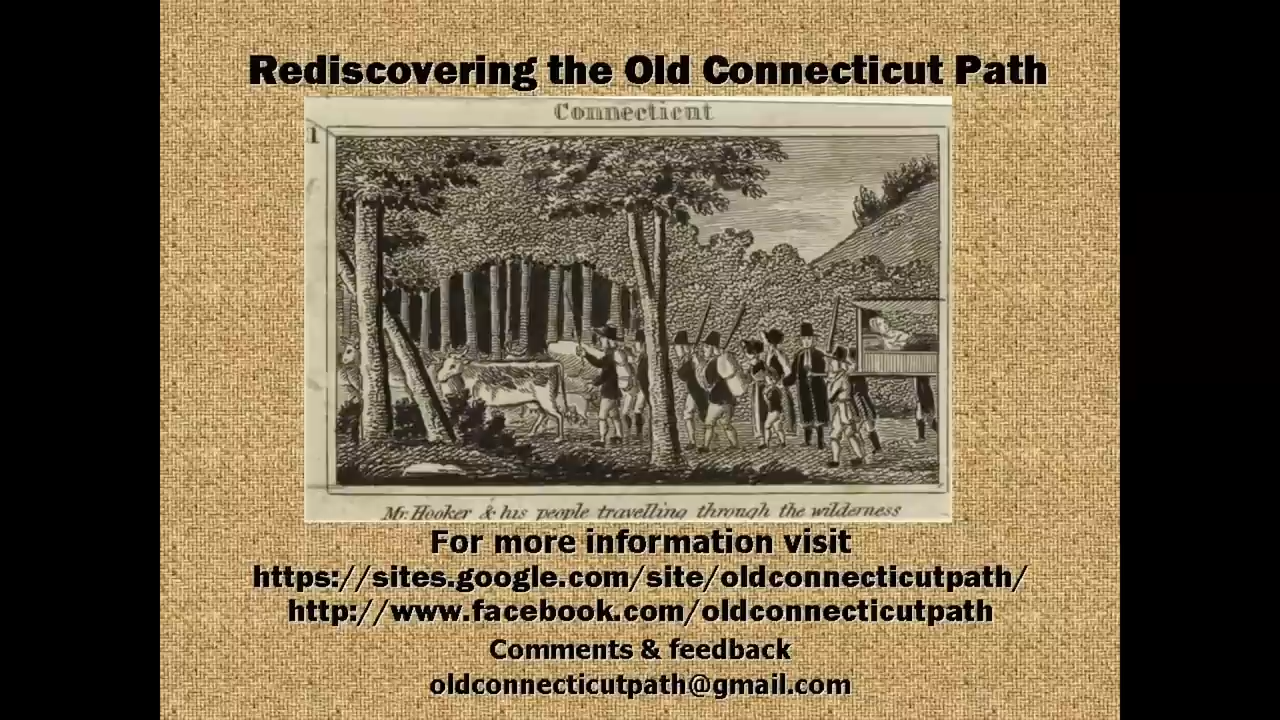 Rediscovering the Old Connecticut Path
Connecticut
1
Mr. Hooker & his people travelling through the wilderness
For more information visit
https://sites.google.com/site/oldconnecticutpath/
http://www.facebook.com/oldconnecticutpath
Comments & feedback
oldconnecticutpath@gmail.com